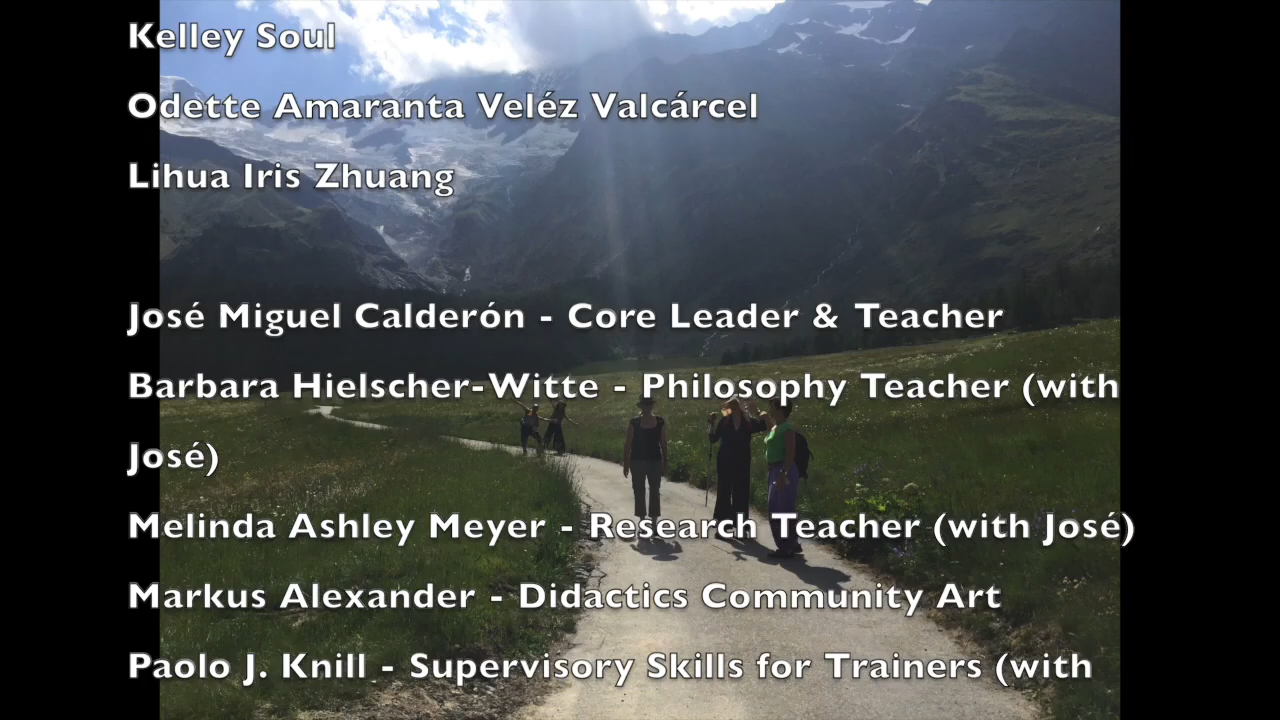 Kelley Soul
Odette Amaranta Veléz Valcárcel
Lihua Iris Zhuang
José Miguel Calderón - Core Leader & Teacher
Barbara Hielscher-Witte - Philosophy Teacher (with
José)
Melinda Ashley Meyer - Research Teacher (with José)
Markus Alexander - Didactics Community Art
Paolo J. Knill - Supervisory Skills for Trainers (with